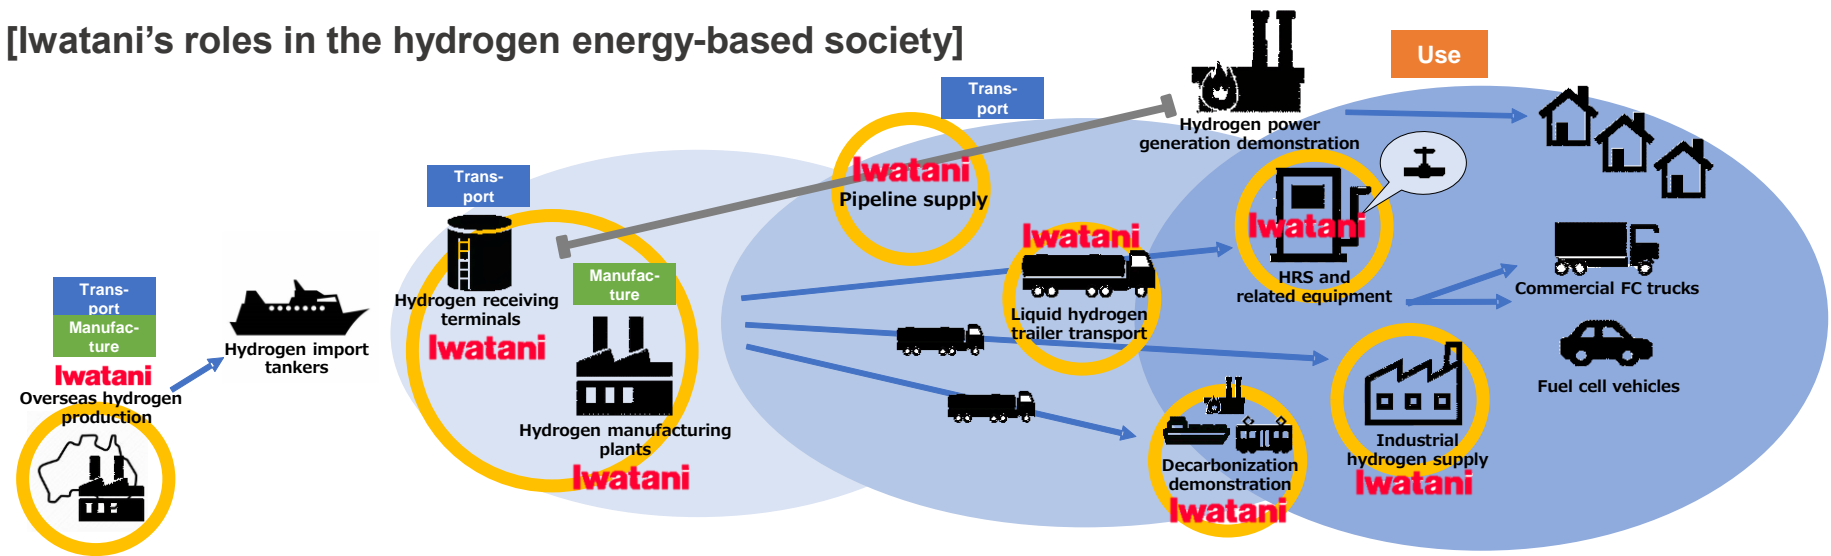 [Iwatani’s roles in the hydrogen energy-based society]
Trans-
port
Manufac-
ture
Iwatani
Overseas hydrogen
production
Hydrogen import
tankers
Trans-
port
Hydrogen receiving
terminals
Iwatani
Manufac-
ture
Hydrogen manufacturing
plants
Iwatani
Trans-
port
Iwatani
Pipeline supply
Iwatani
Liquid hydrogen
trailer transport
Hydrogen power
generation demonstration
Use
Iwatani
HRS and
related equipment
Decarbonization
demonstration
Iwatani
Industrial
hydrogen supply
Iwatani
Commercial FC trucks
Fuel cell vehicles